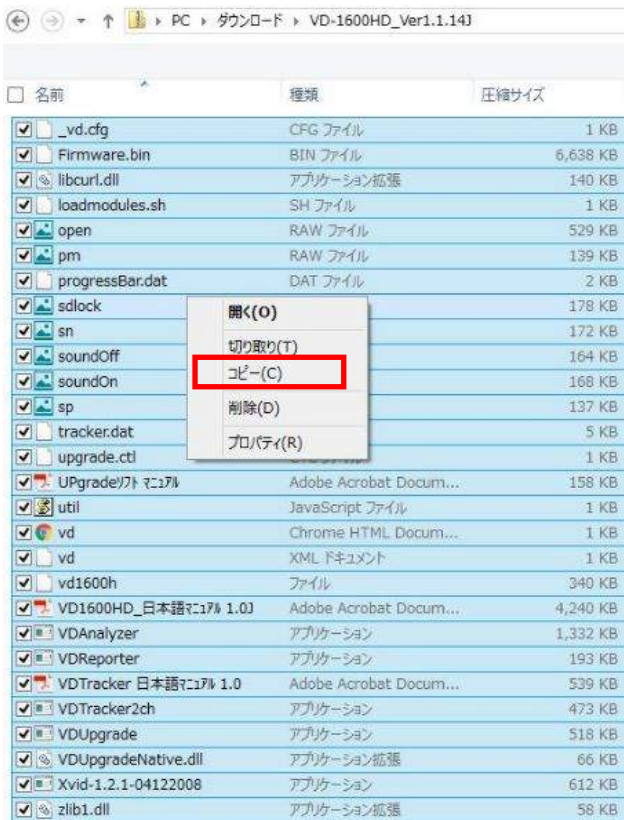 PC ▸ ダウンロード ▸ VD-1600HD_Ver1.1.14J
名前 種類 圧縮サイズ
_vd.cfg CFG ファイル 1 KB
Firmware.bin BIN ファイル 6,638 KB
libcurl.dll アプリケーション拡張 140 KB
loadmodules.sh SH ファイル 1 KB
open RAW ファイル 529 KB
pm RAW ファイル 139 KB
progressBar.dat DAT ファイル 2 KB
sdlock 178 KB
sn 172 KB
soundOff 164 KB
soundOn 168 KB
sp 137 KB
tracker.dat 5 KB
upgrade.ctl 1 KB
開く(O)
切り取り(T)
コピー(C)
削除(D)
プロパティ(R)
UPgradeソフト マニュアル Adobe Acrobat Docum... 158 KB
util JavaScript ファイル 1 KB
vd Chrome HTML Docum... 1 KB
vd XML ドキュメント 1 KB
vd1600h ファイル 340 KB
VD1600HD_日本語マニュアル 1.0J Adobe Acrobat Docum... 4,240 KB
VDAnalyzer アプリケーション 1,332 KB
VDReporter アプリケーション 193 KB
VDTracker 日本語マニュアル 1.0 Adobe Acrobat Docum... 539 KB
VDTracker2ch アプリケーション 473 KB
VDUpgrade アプリケーション 518 KB
VDUpgradeNative.dll アプリケーション拡張 66 KB
Xvid-1.2.1-04122008 アプリケーション 612 KB
zlib1.dll アプリケーション拡張 58 KB